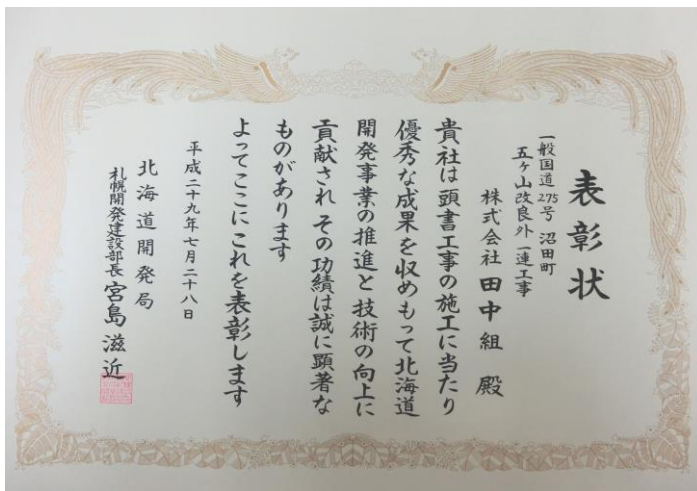 表彰状
一般国道275号 沼田町
五ヶ山改良外一連工事
株式会社 田中組 殿
貴社は頭書工事の施工に当たり
優秀な成果を収めもって北海道
開発事業の推進と技術の向上に
貢献され その功績は誠に顕著な
ものがあります
よってここにこれを表彰します
平成二十九年七月二十八日
北海道開発局
札幌開発建設部長 宮島滋近